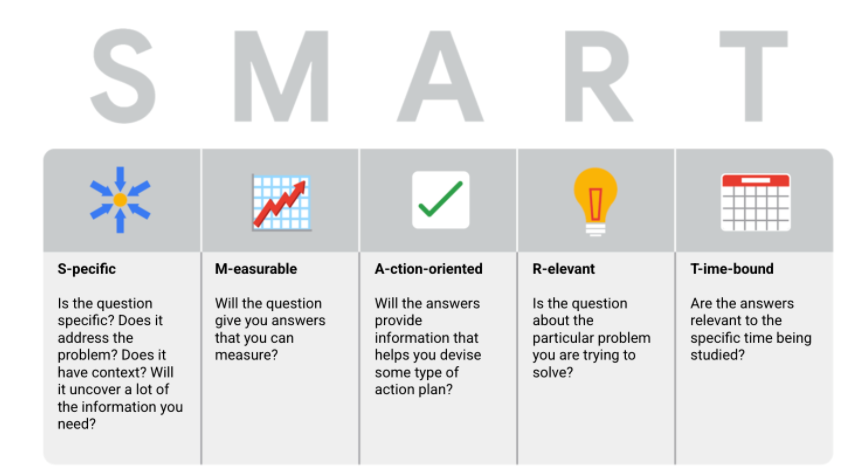 S M A R T
S-pecific
Is the question
specific? Does it
address the
problem? Does it
have context? Will
it uncover a lot of
the information you
need?
M-easurable
Will the question
give you answers
that you can
measure?
A-ction-oriented
Will the answers
provide
information that
helps you devise
some type of
action plan?
R-elevant
Is the question
about the
particular problem
you are trying to
solve?
T-ime-bound
Are the answers
relevant to the
specific time being
studied?